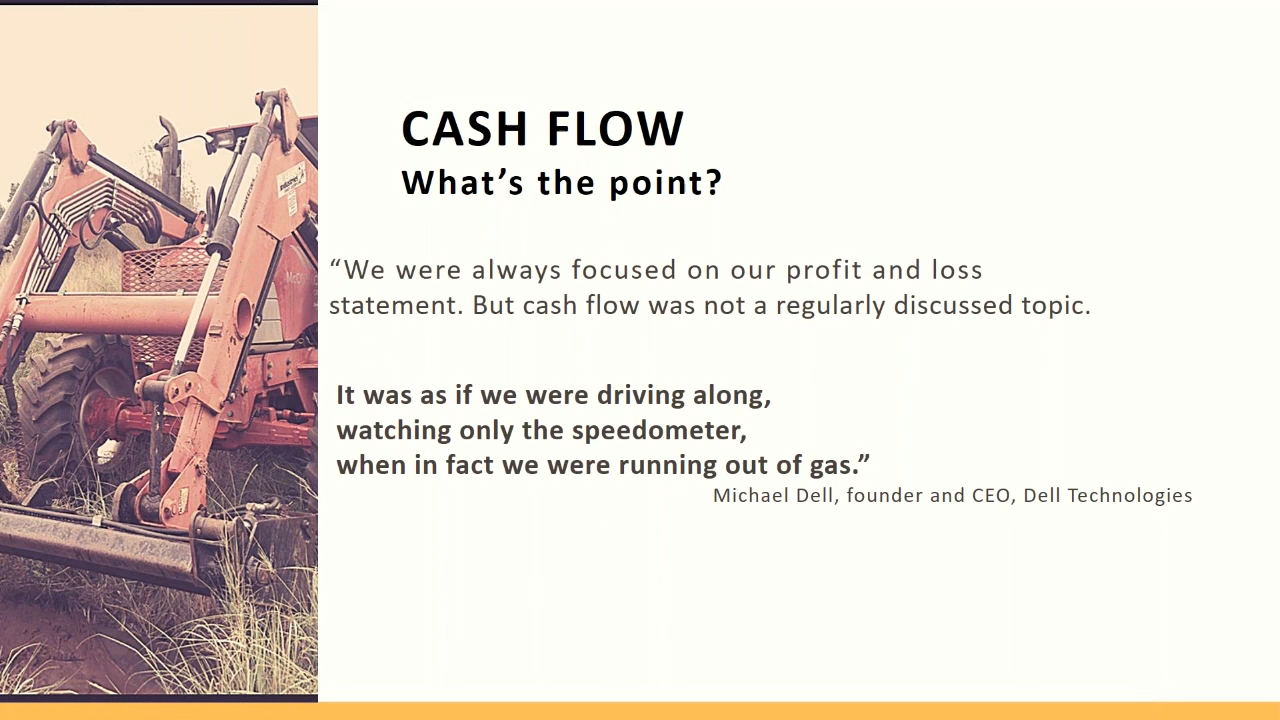 CASH FLOW
What’s the point?
“We were always focused on our profit and loss
statement. But cash flow was not a regularly discussed topic.
It was as if we were driving along,
watching only the speedometer,
when in fact we were running out of gas.”
Michael Dell, founder and CEO, Dell Technologies